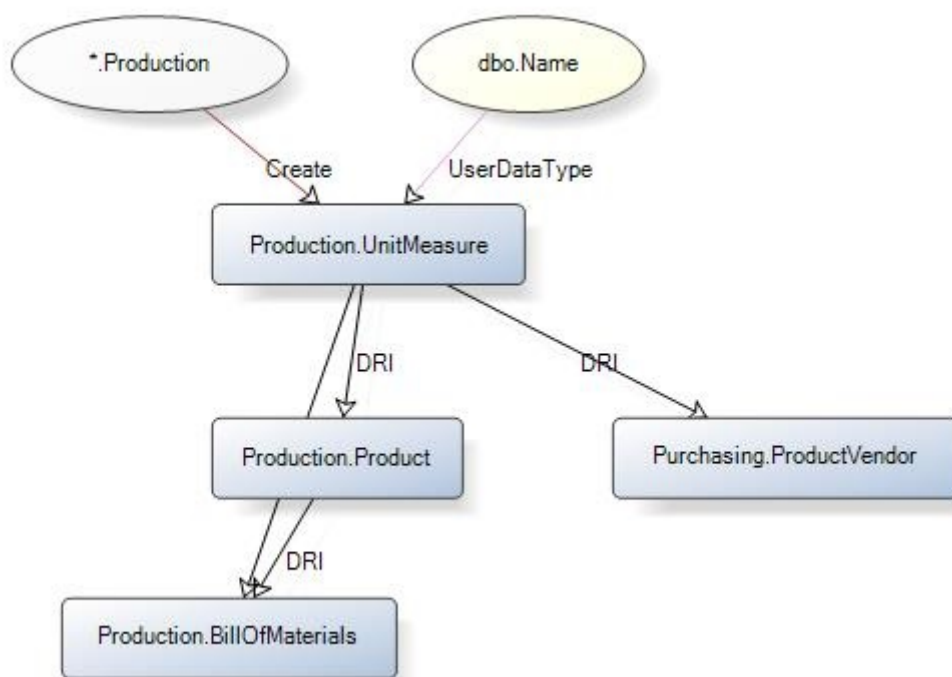 *.Production
dbo.Name
Create
UserDataType
Production.UnitMeasure
DRI
DRI
Production.Product
Purchasing.ProductVendor
DRI
Production.BillOfMaterials